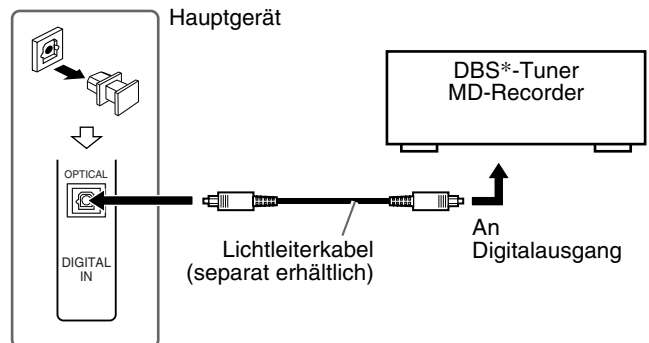 Hauptgerät
DBS*-Tuner
MD-Recorder
OPTICAL
DIGITAL
IN
Lichtleiterkabel
(separat erhältlich)
An
Digitalausgang